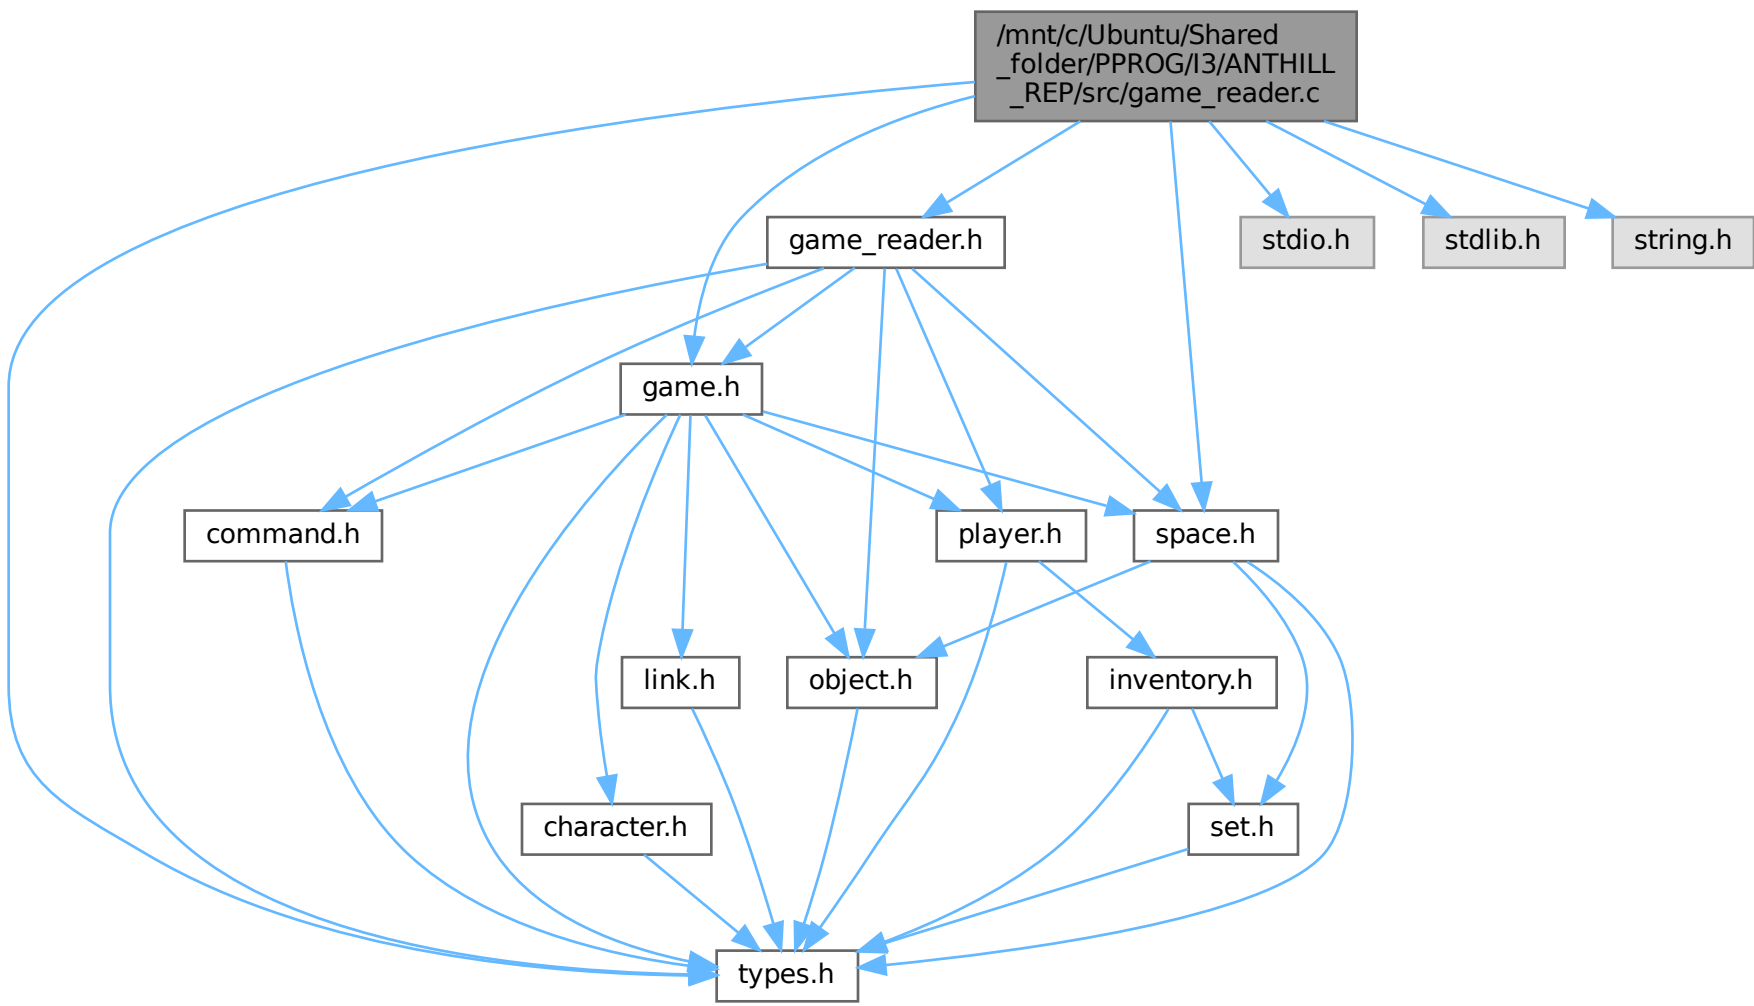 /mnt/c/Ubuntu/Shared
_folder/PPROG/I3/ANTHILL
_REP/src/game_reader.c
game_reader.h
stdio.h
stdlib.h
string.h
game.h
command.h
player.h
space.h
link.h
object.h
inventory.h
character.h
set.h
types.h